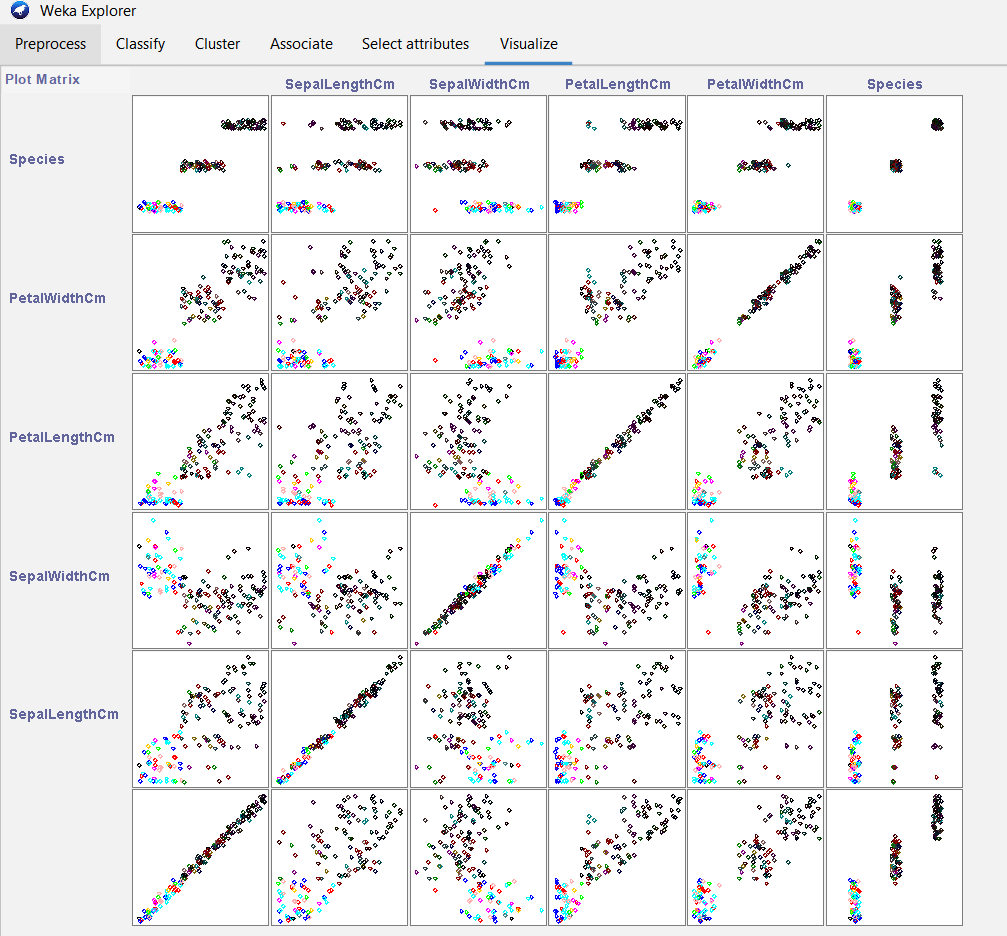 Weka Explorer
Preprocess Classify Cluster Associate Select attributes Visualize
Plot Matrix
SepalLengthCm SepalWidthCm PetalLengthCm PetalWidthCm Species
Species
PetalWidthCm
PetalLengthCm
SepalWidthCm
SepalLengthCm